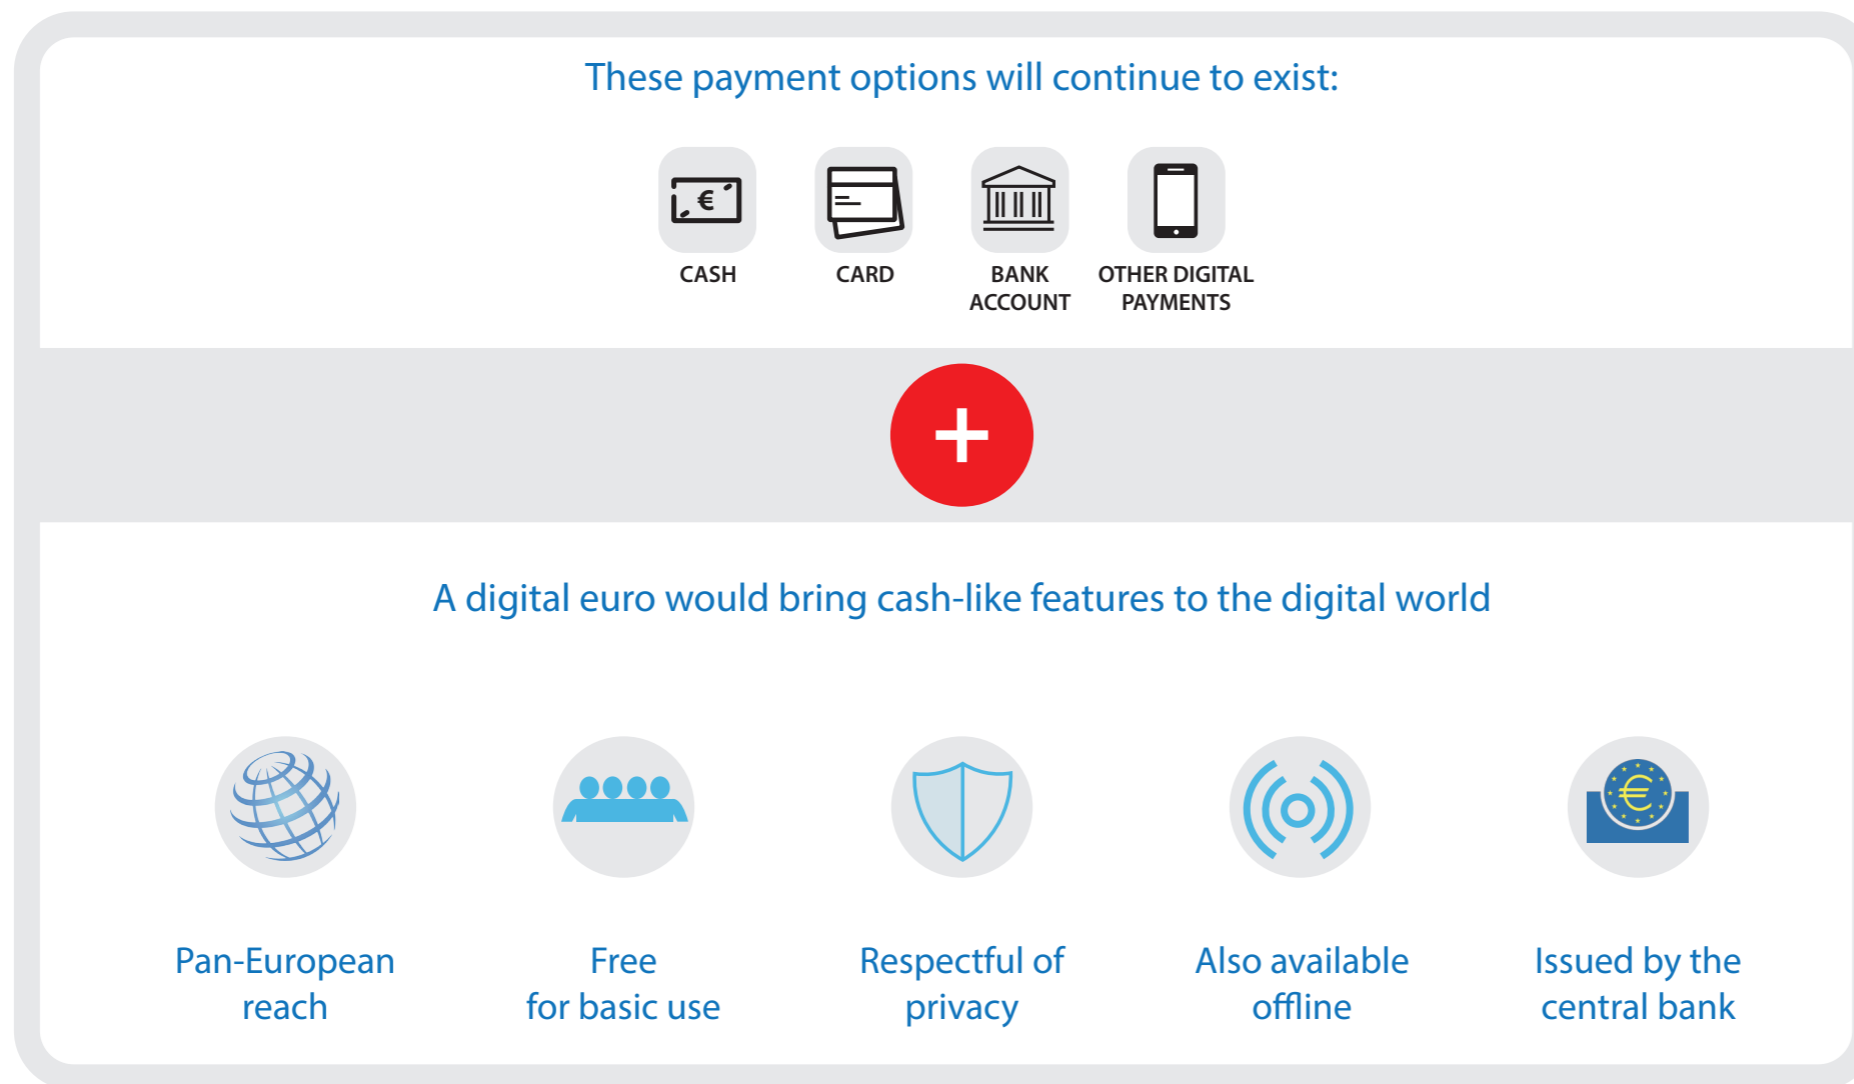 These payment options will continue to exist:
€
CASH
CARD
BANK
ACCOUNT
OTHER DIGITAL
PAYMENTS
+
A digital euro would bring cash-like features to the digital world
€
Pan-European
reach
Free
for basic use
Respectful of
privacy
Also available
offline
Issued by the
central bank